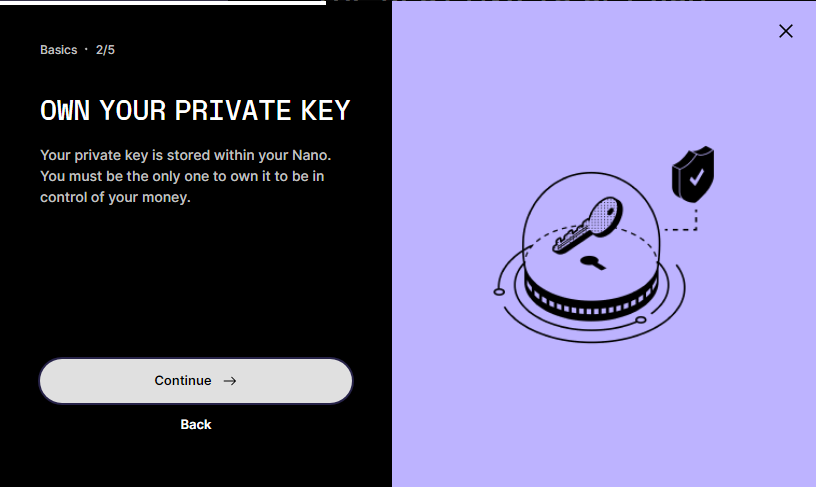 Basics · 2/5
OWN YOUR PRIVATE KEY
Your private key is stored within your Nano.
You must be the only one to own it to be in
control of your money.
Continue →
Back